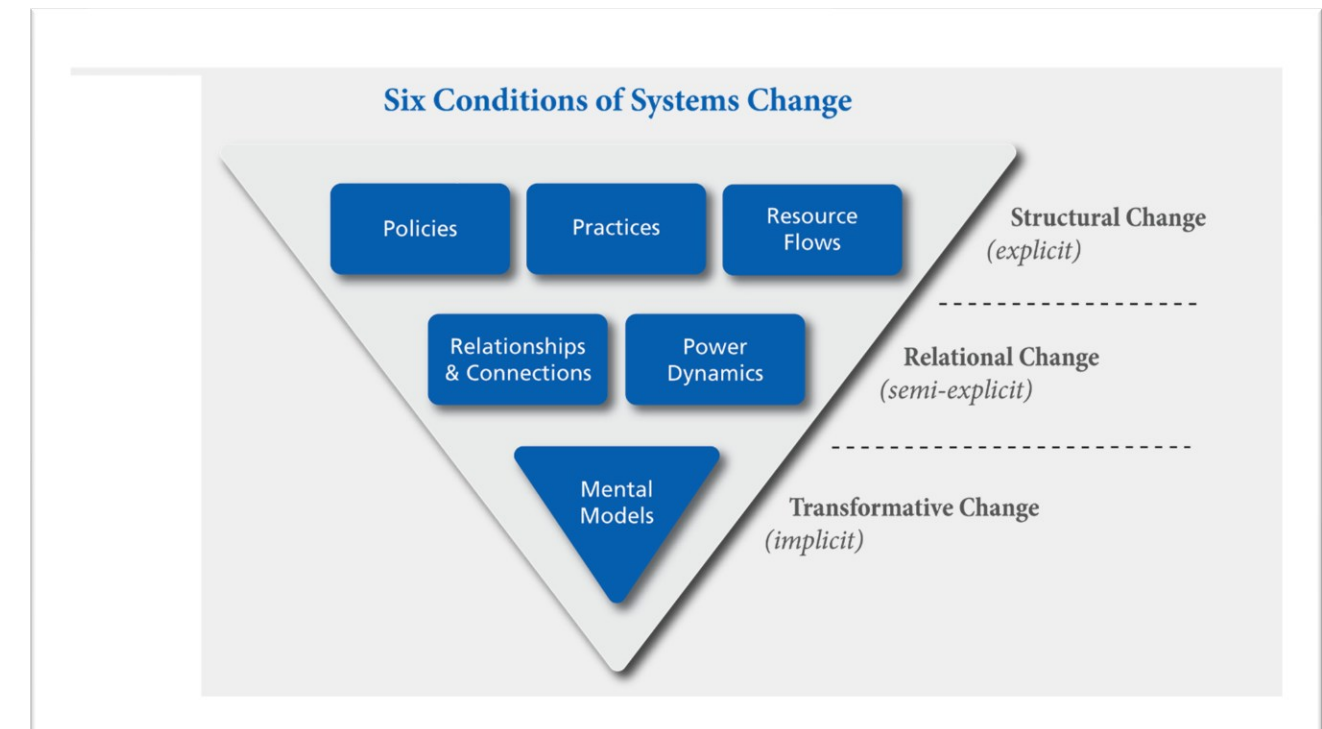 Six Conditions of Systems Change
Policies
Practices
Resource
Flows
Structural Change
(explicit)
Relationships
& Connections
Power
Dynamics
Relational Change
(semi-explicit)
Mental
Models
Transformative Change
(implicit)